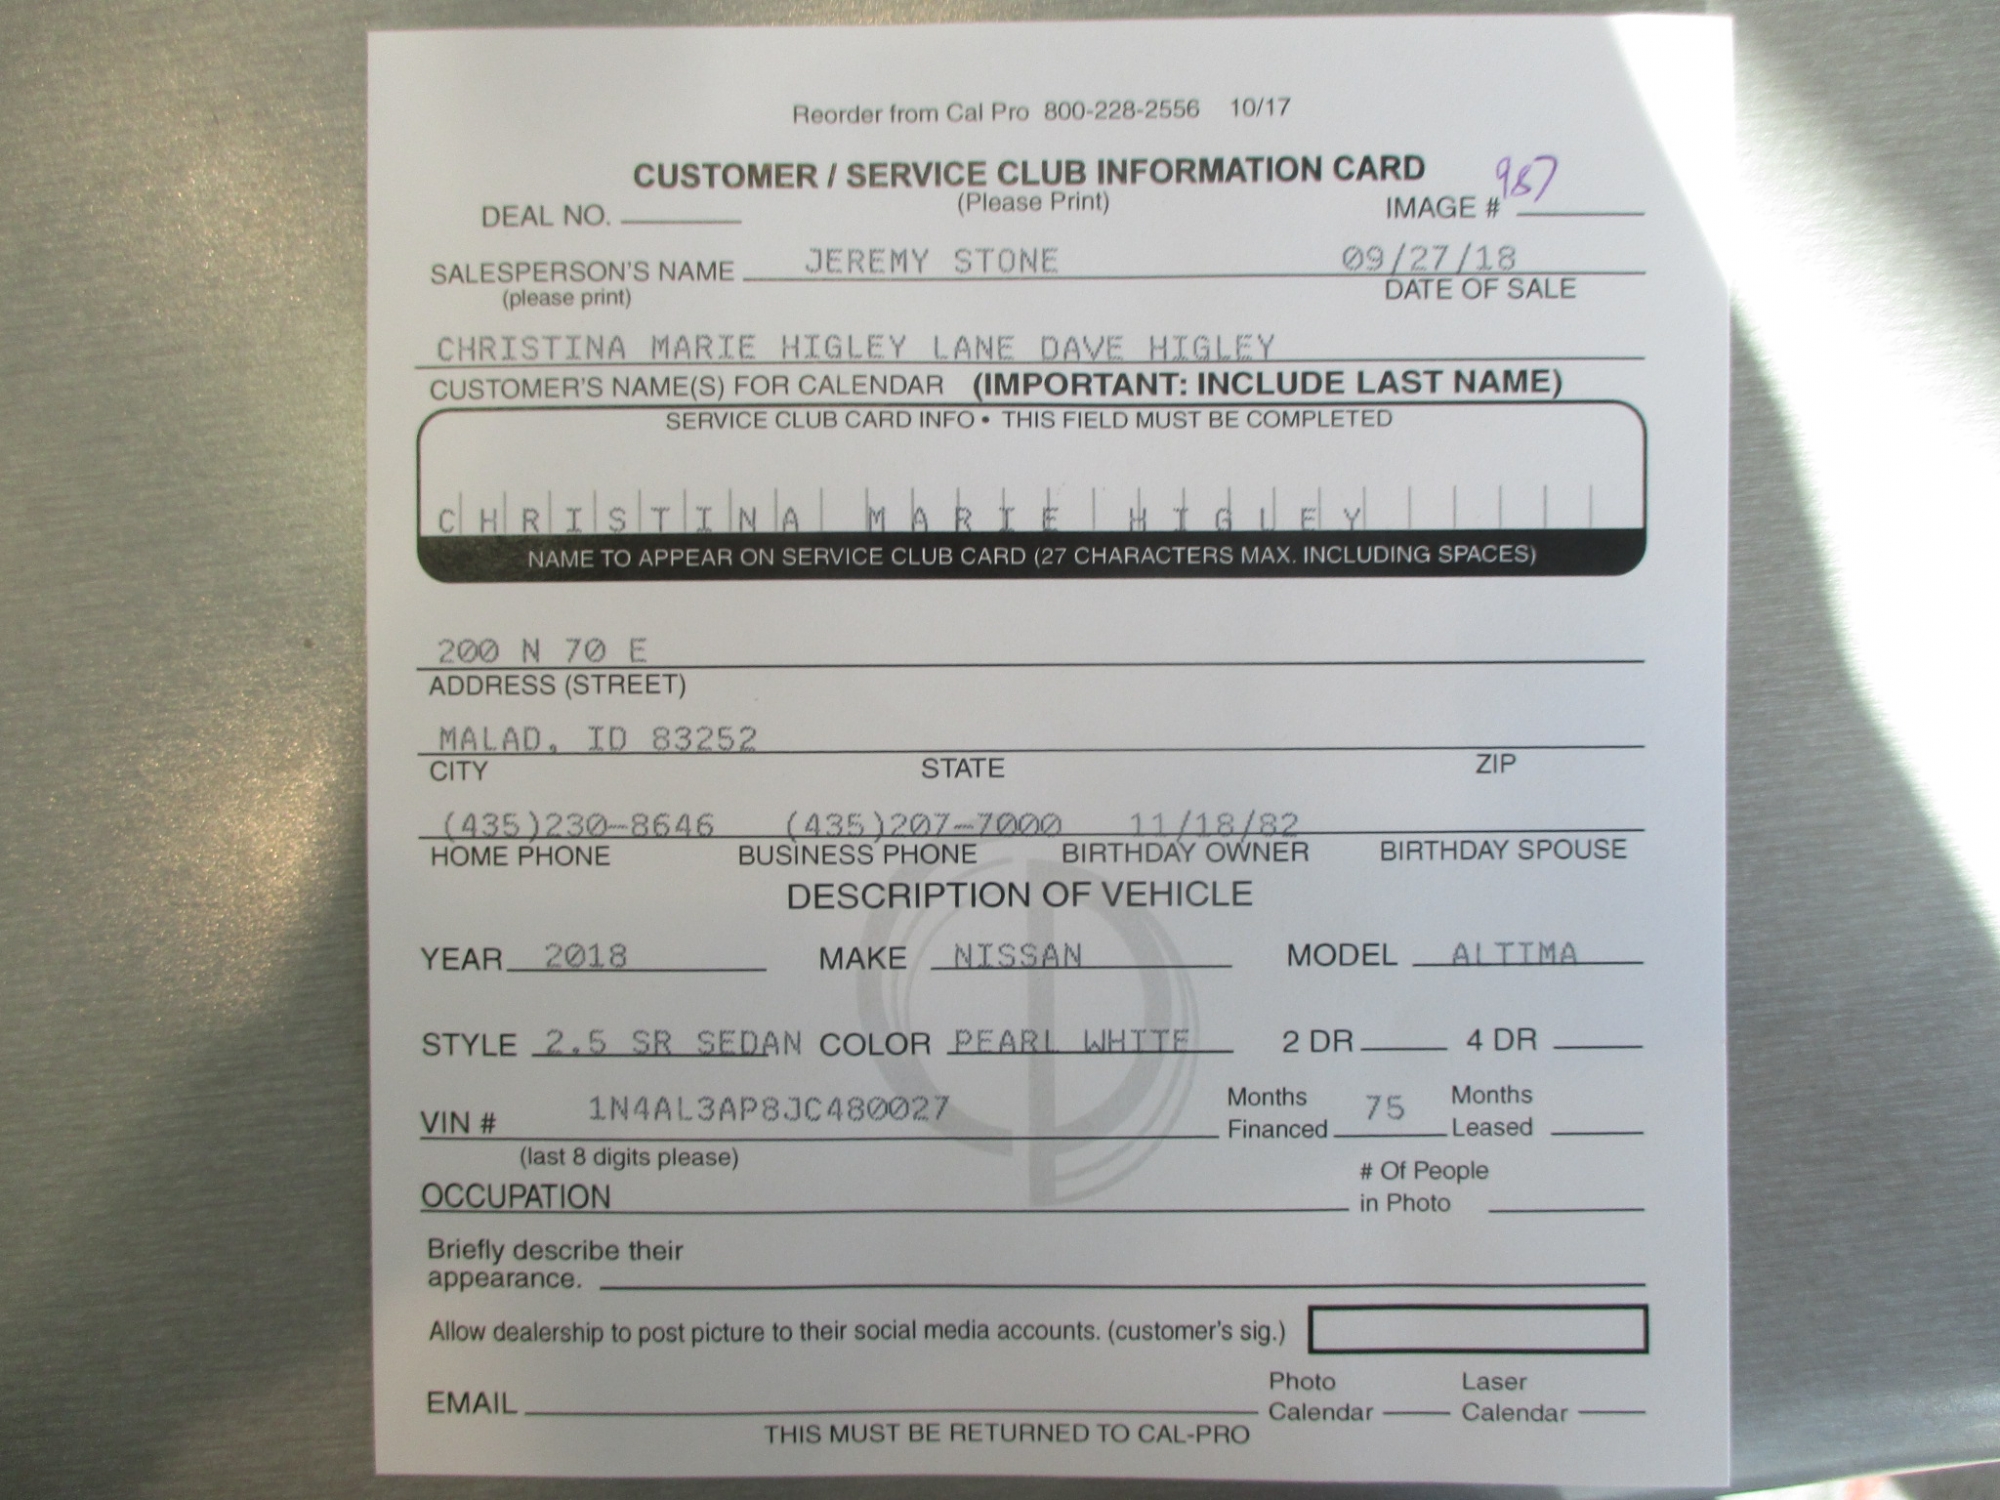 Reorder from Cal Pro 800-228-2556 10/17
CUSTOMER / SERVICE CLUB INFORMATION CARD 987
DEAL NO. (Please Print) IMAGE #
SALESPERSON'S NAME JEREMY STONE 09/27/18
(please print) DATE OF SALE
CHRISTINA MARIE HIGLEY LANE DAVE HIGLEY
CUSTOMER'S NAME(S) FOR CALENDAR (IMPORTANT: INCLUDE LAST NAME)
SERVICE CLUB CARD INFO • THIS FIELD MUST BE COMPLETED
CHRISTINA MARIE HIGLEY
NAME TO APPEAR ON SERVICE CLUB CARD (27 CHARACTERS MAX. INCLUDING SPACES)
200 N 70 E
ADDRESS (STREET)
MALAD, ID 83252
CITY STATE ZIP
(435)230-8646 (435)207-7000 11/18/82
HOME PHONE BUSINESS PHONE BIRTHDAY OWNER BIRTHDAY SPOUSE
DESCRIPTION OF VEHICLE
YEAR 2018 MAKE NISSAN MODEL ALTIMA
STYLE 2.5 SR SEDAN COLOR PEARL WHITE 2 DR 4 DR
VIN # 1N4AL3AP8JC480027 Months Financed 75 Months Leased
(last 8 digits please)
OCCUPATION # Of People in Photo
Briefly describe their
appearance.
Allow dealership to post picture to their social media accounts. (customer's sig.)
EMAIL Photo Calendar Laser Calendar
THIS MUST BE RETURNED TO CAL-PRO